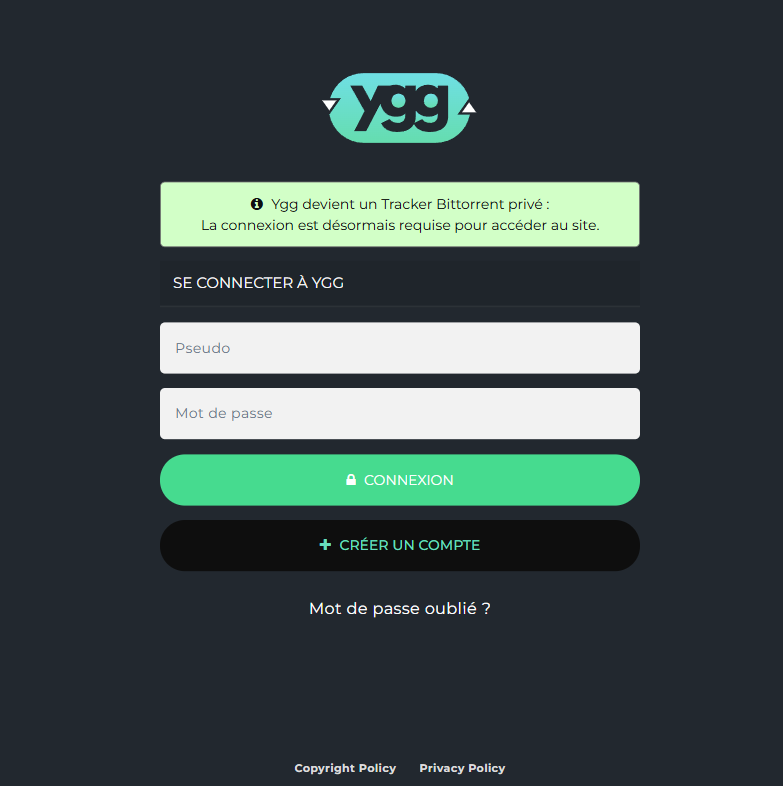 ygg
Ygg devient un Tracker Bittorrent privé :
La connexion est désormais requise pour accéder au site.
SE CONNECTER À YGG
Pseudo
Mot de passe
CONNEXION
CRÉER UN COMPTE
Mot de passe oublié ?
Copyright Policy Privacy Policy